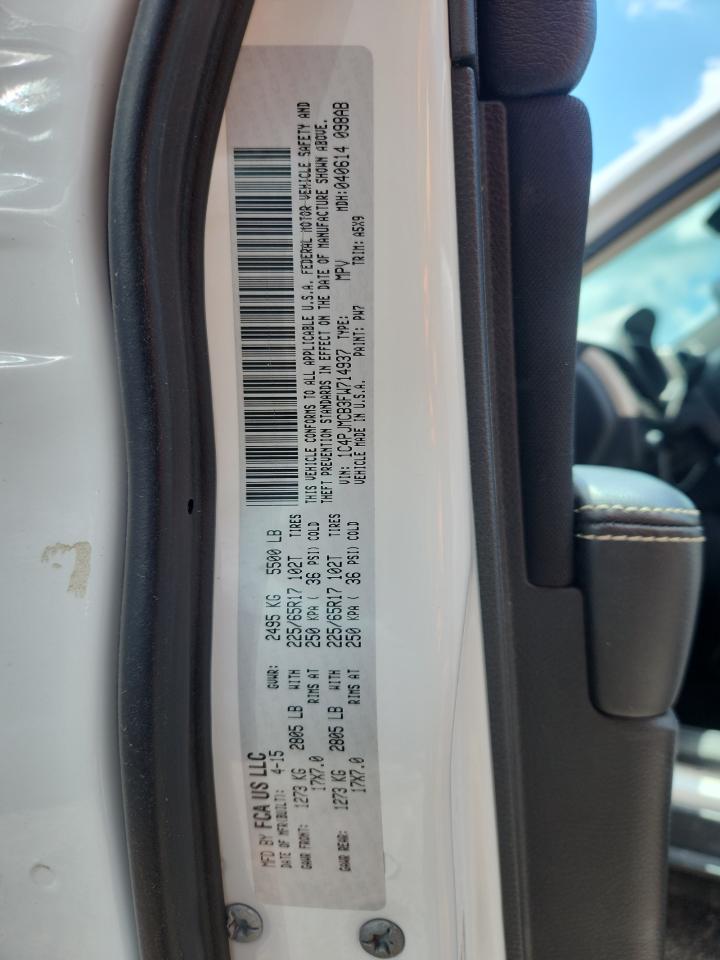 MFD BY FCA US LLC
DATE OF MFR(BUILT): 4-15 GVWR: 2495 KG 5500 LB
GAWR FRONT: 1273 KG 2805 LB WITH 225/65R17 102T TIRES
17X7.0 RIMS AT 250 KPA ( 36 PSI) COLD
GAWR REAR: 1273 KG 2805 LB WITH 225/65R17 102T TIRES
17X7.0 RIMS AT 250 KPA ( 36 PSI) COLD
THIS VEHICLE CONFORMS TO ALL APPLICABLE U.S.A. FEDERAL MOTOR VEHICLE SAFETY AND
THEFT PREVENTION STANDARDS IN EFFECT ON THE DATE OF MANUFACTURE SHOWN ABOVE.
VIN: 1C4PJMCB3FW714937 TYPE: MPV MDH: 040614 098AB
VEHICLE MADE IN U.S.A. PAINT: PW7 TRIM: A5X9